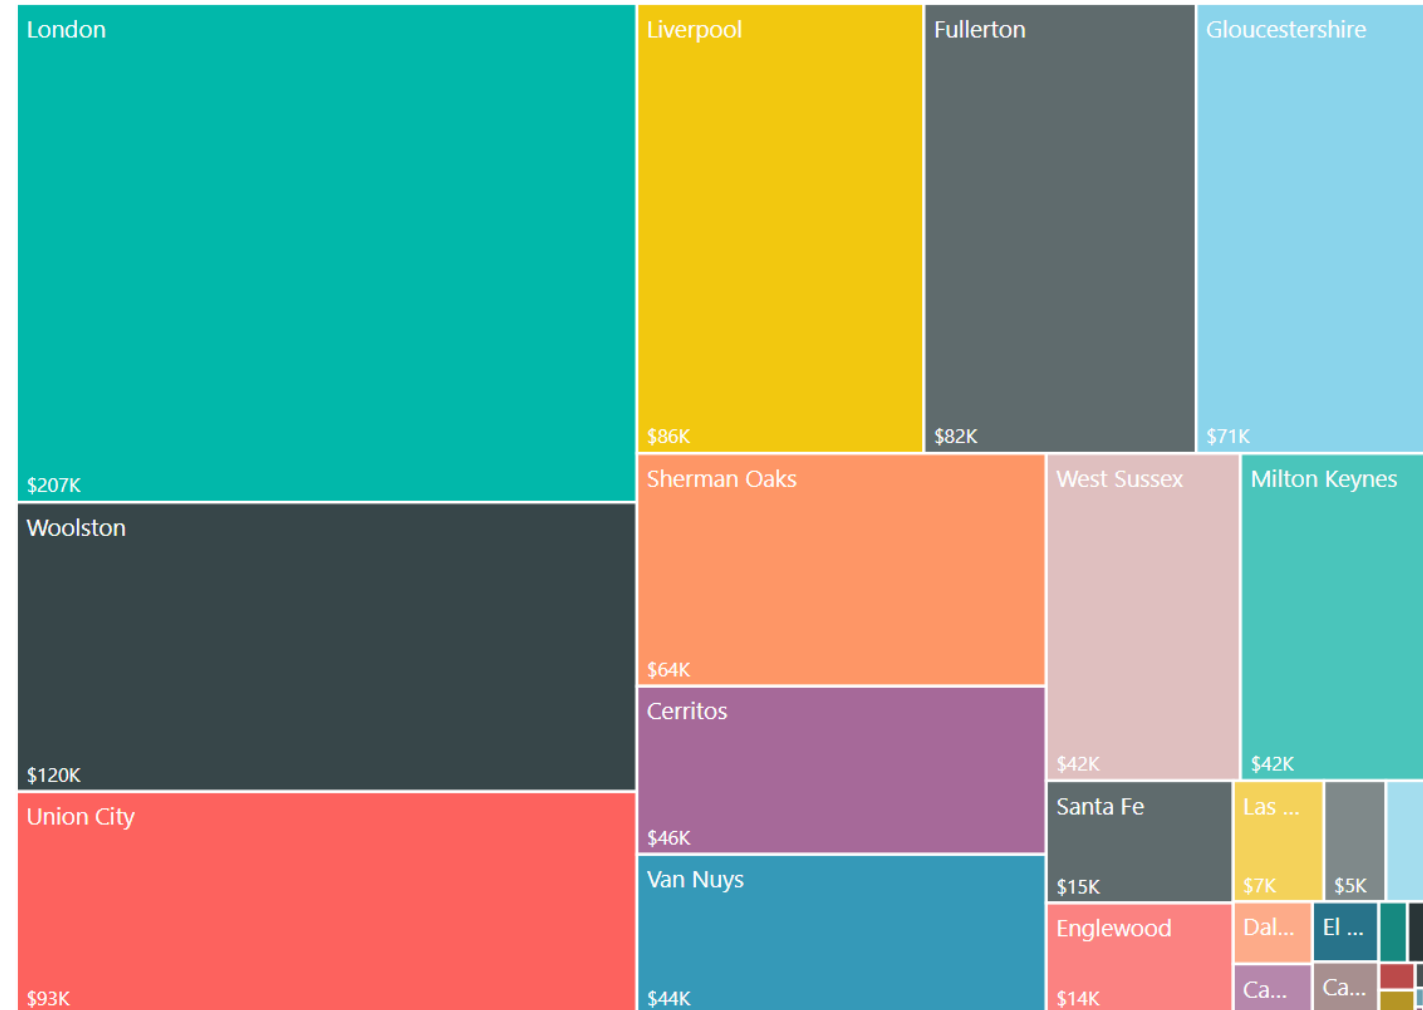 London
$207K
Woolston
$120K
Union City
$93K
Liverpool
$86K
Fullerton
$82K
Gloucestershire
$71K
Sherman Oaks
$64K
Cerritos
$46K
Van Nuys
$44K
West Sussex
$42K
Milton Keynes
$42K
Santa Fe
$15K
Englewood
$14K
Las ...
$7K
$5K
Dal...
El ...
Ca...
Ca...